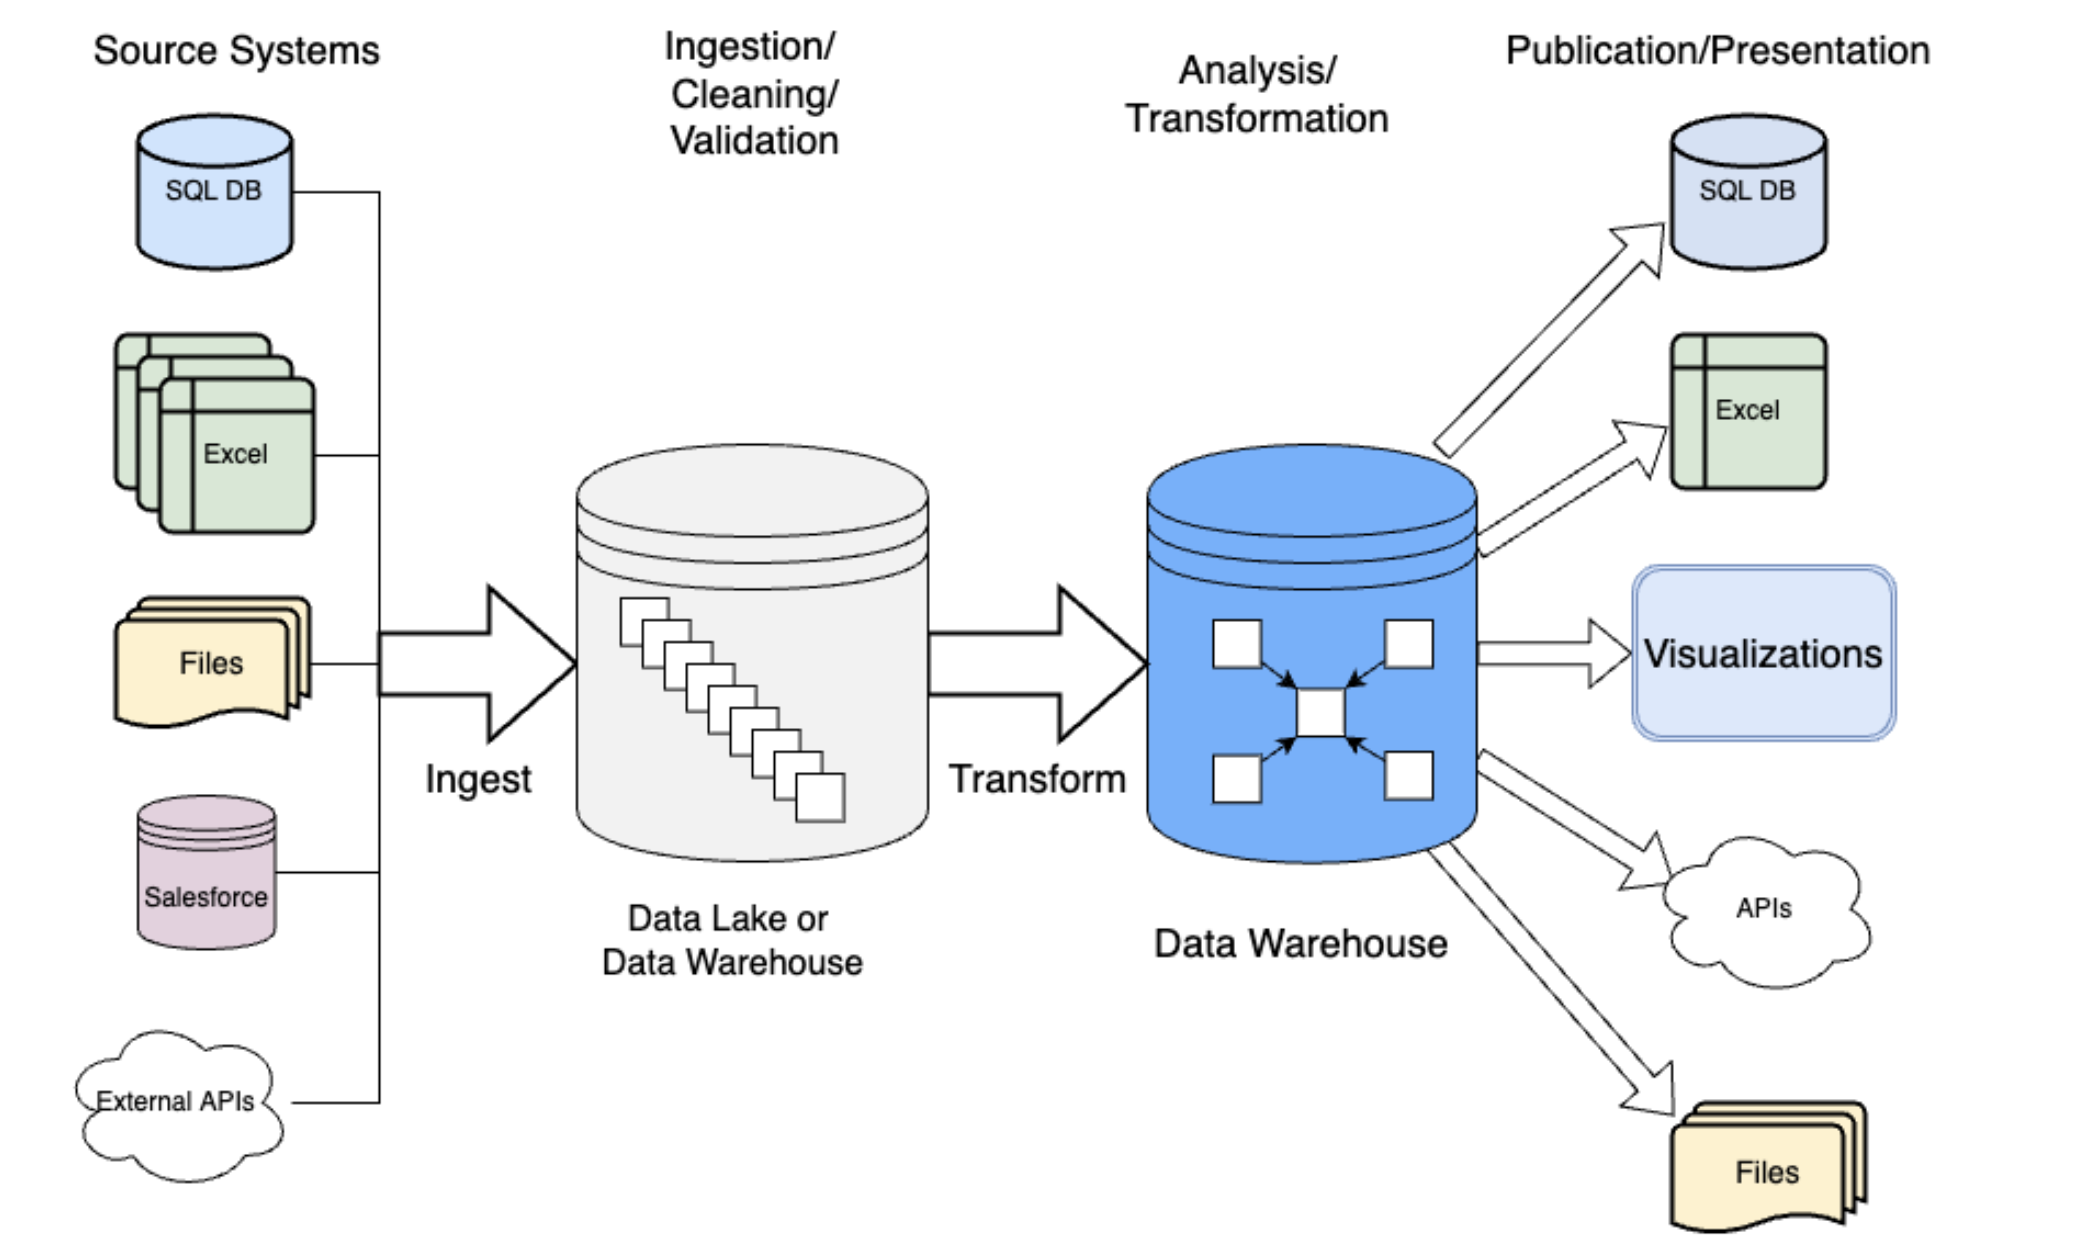 Source Systems
Ingestion/
Cleaning/
Validation
Analysis/
Transformation
Publication/Presentation
SQL DB
Excel
Files
Salesforce
External APIs
Ingest
Data Lake or
Data Warehouse
Transform
Data Warehouse
SQL DB
Excel
Visualizations
APIs
Files